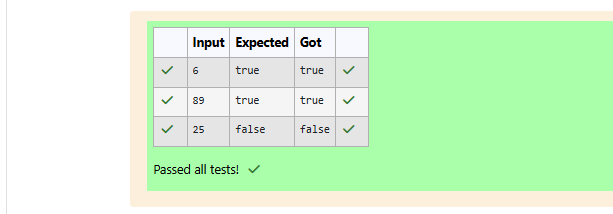 Input Expected Got
6 true true
89 true true
25 false false
Passed all tests!